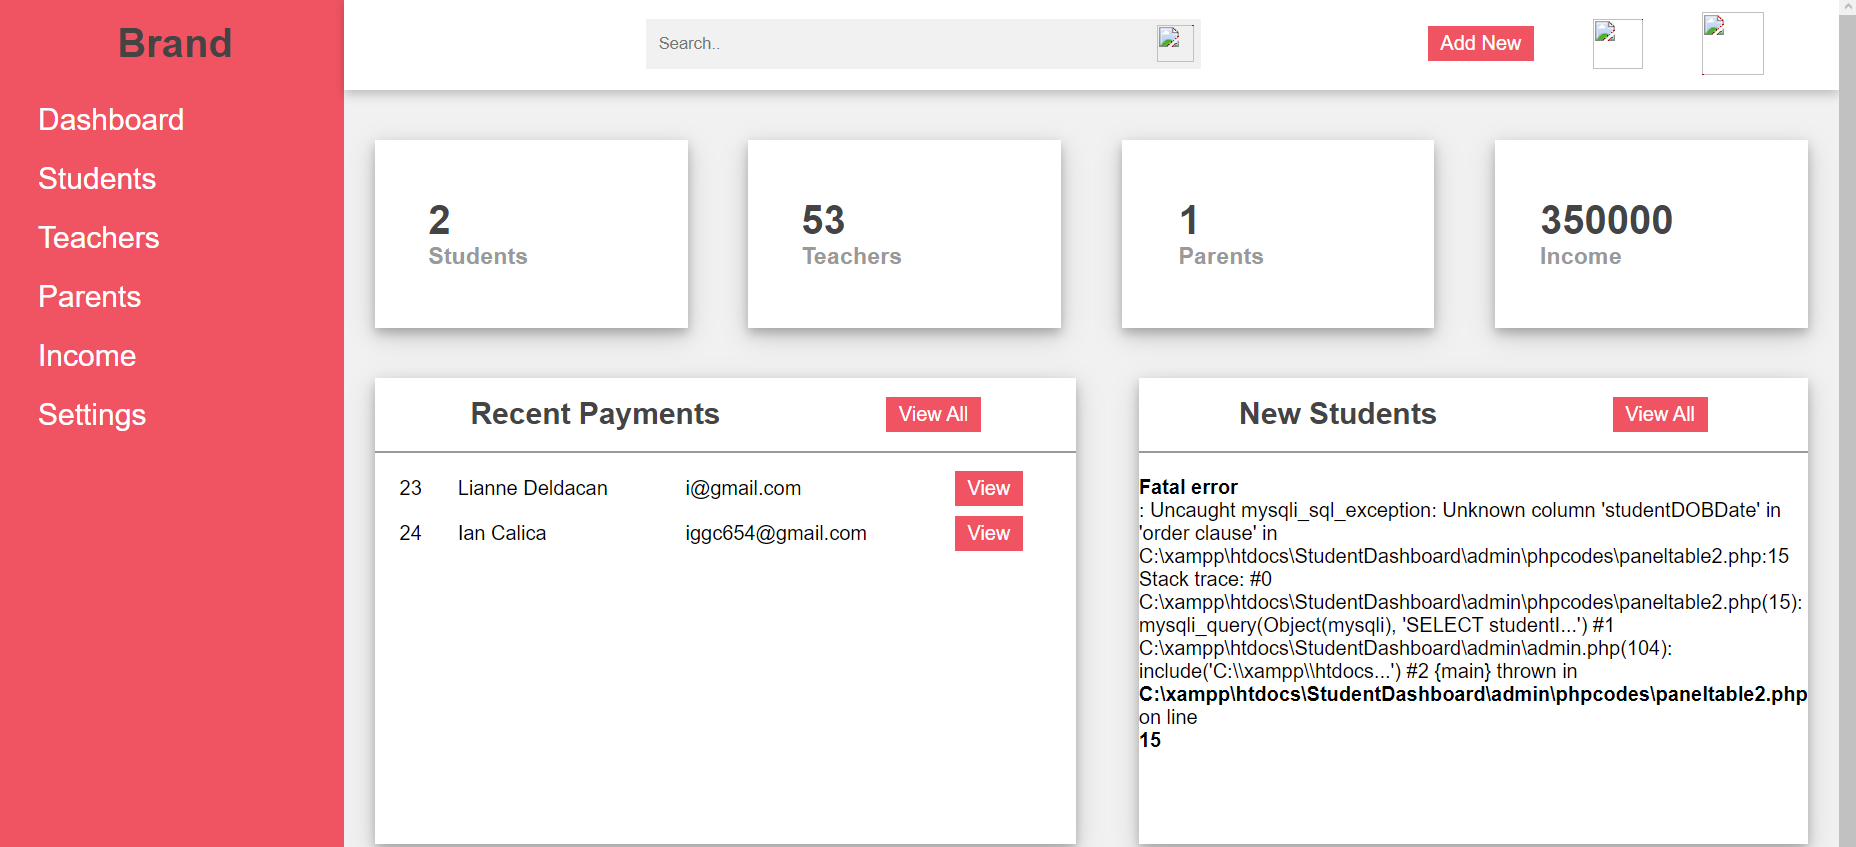 Brand
Dashboard
Students
Teachers
Parents
Income
Settings
Search..
Add New
2
Students
53
Teachers
1
Parents
350000
Income
Recent Payments
View All
23 Lianne Deldacan i@gmail.com View
24 Ian Calica iggc654@gmail.com View
New Students
View All
Fatal error
: Uncaught mysqli_sql_exception: Unknown column 'studentDOBDate' in
'order clause' in
C:\xampp\htdocs\StudentDashboard\admin\phpcodes\paneltable2.php:15
Stack trace: #0
C:\xampp\htdocs\StudentDashboard\admin\phpcodes\paneltable2.php(15):
mysqli_query(Object(mysqli), 'SELECT studentI...') #1
C:\xampp\htdocs\StudentDashboard\admin\admin.php(104):
include('C:\\xampp\\htdocs...') #2 {main} thrown in
C:\xampp\htdocs\StudentDashboard\admin\phpcodes\paneltable2.php
on line
15